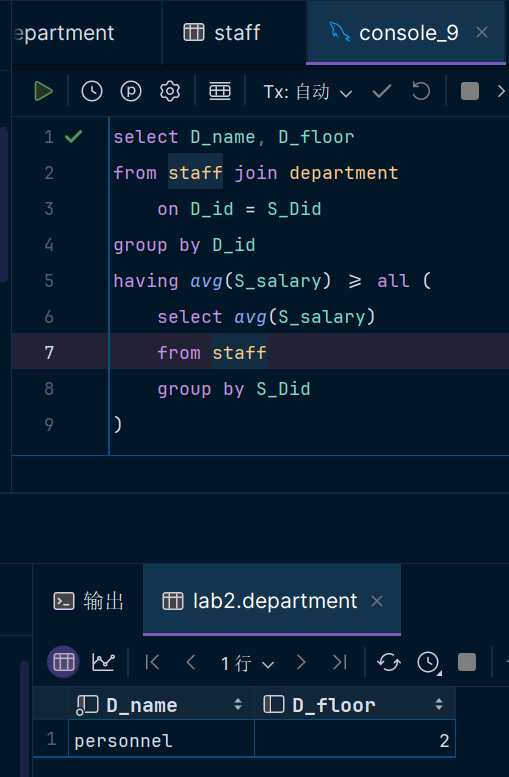 epartment
staff
console_9
Tx: 自动
1 select D_name, D_floor
2 from staff join department
3 on D_id = S_Did
4 group by D_id
5 having avg(S_salary) >= all (
6 select avg(S_salary)
7 from staff
8 group by S_Did
9 )
输出
lab2.department
1 行
D_name D_floor
1 personnel 2